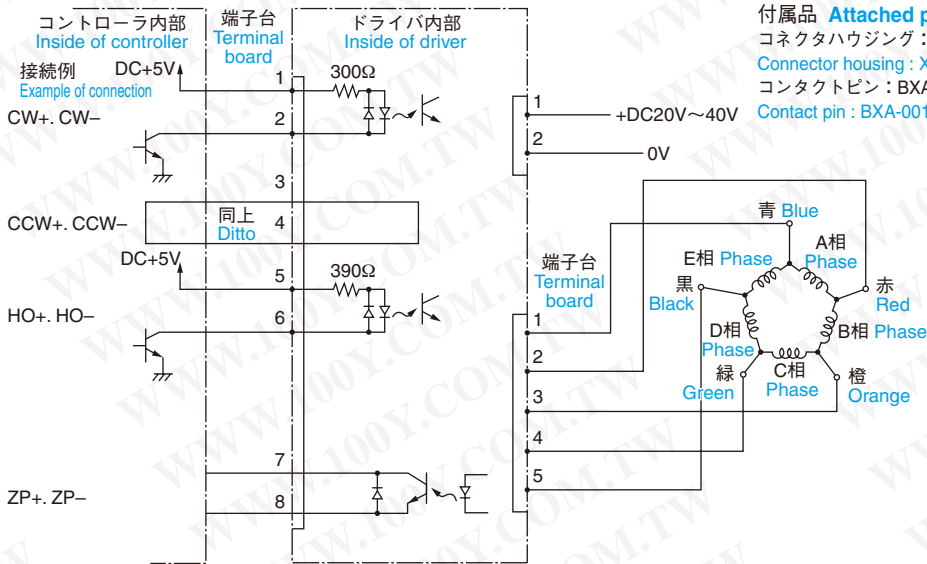 コントローラ内部
Inside of controller
端子台
Terminal
board
ドライバ内部
Inside of driver
付属品 Attached p
コネクタハウジング：
Connector housing : X
コンタクトピン：BXA
Contact pin : BXA-001
接続例
Example of connection
DC+5V
1
300Ω
CW+. CW–
2
3
CCW+. CCW–
同上
Ditto
4
DC+5V
5
390Ω
HO+. HO–
6
7
ZP+. ZP–
8
1
+DC20V～40V
2
0V
端子台
Terminal
board
1
2
3
4
5
青 Blue
E相 Phase
A相
Phase
黒
Black
赤
Red
D相
Phase
B相 Phase
緑
Green
C相
Phase
橙
Orange
WWW.100Y.COM.TW